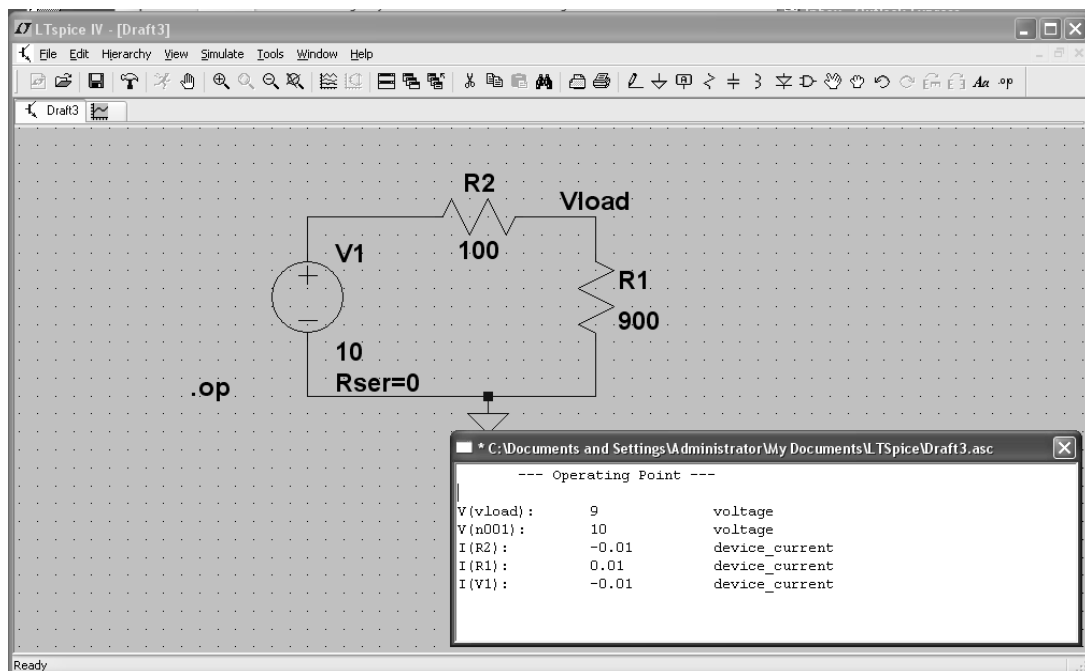 LTspice IV - [Draft3]
File Edit Hierarchy View Simulate Tools Window Help
Aa .op
Draft3
R2
Vload
100
V1
R1
900
10
Rser=0
.op
* C:\Documents and Settings\Administrator\My Documents\LTSpice\Draft3.asc
--- Operating Point ---
V(vload): 9 voltage
V(n001): 10 voltage
I(R2): -0.01 device_current
I(R1): 0.01 device_current
I(V1): -0.01 device_current
Ready